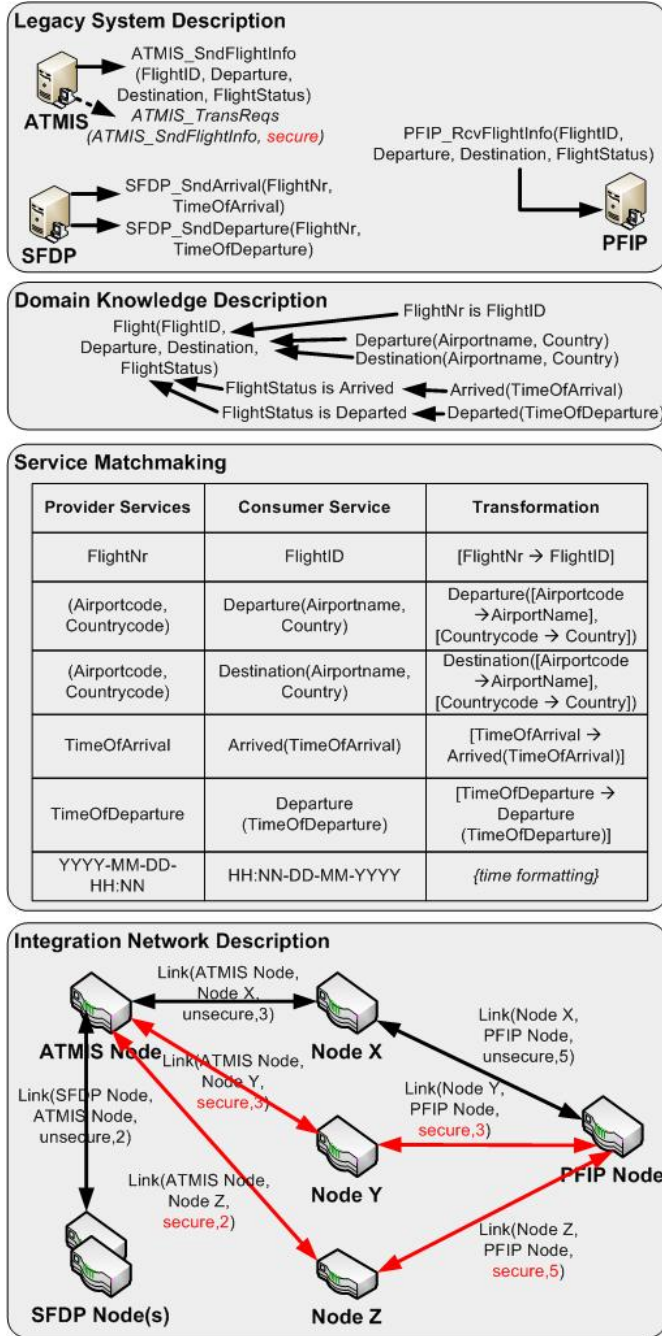 Legacy System Description
ATMIS_SndFlightInfo
(FlightID, Departure,
Destination, FlightStatus)
ATMIS_TransReqs
(ATMIS_SndFlightInfo, secure)
ATMIS
PFIP_RcvFlightInfo(FlightID,
Departure, Destination, FlightStatus)
PFIP
SFDP_SndArrival(FlightNr,
TimeOfArrival)
SFDP_SndDeparture(FlightNr,
TimeOfDeparture)
SFDP
Domain Knowledge Description
Flight(FlightID,
Departure, Destination,
FlightStatus)
FlightNr is FlightID
Departure(Airportname, Country)
Destination(Airportname, Country)
FlightStatus is Arrived
Arrived(TimeOfArrival)
FlightStatus is Departed
Departed(TimeOfDeparture)
Service Matchmaking
Provider Services
Consumer Service
Transformation
FlightNr
FlightID
[FlightNr → FlightID]
(Airportcode,
Countrycode)
Departure(Airportname,
Country)
Departure([Airportcode
→AirportName],
[Countrycode → Country])
(Airportcode,
Countrycode)
Destination(Airportname,
Country)
Destination([Airportcode
→AirportName],
[Countrycode → Country])
TimeOfArrival
Arrived(TimeOfArrival)
[TimeOfArrival →
Arrived(TimeOfArrival)]
TimeOfDeparture
Departure
(TimeOfDeparture)
[TimeOfDeparture →
Departure
(TimeOfDeparture)]
YYYY-MM-DD-
HH:NN
HH:NN-DD-MM-YYYY
{time formatting}
Integration Network Description
Link(ATMIS Node,
Node X,
unsecure,3)
ATMIS Node
Node X
Link(Node X,
PFIP Node,
unsecure,5)
Link(ATMIS Node,
Node Y,
secure,3)
Link(SFDP Node,
ATMIS Node,
unsecure,2)
Link(Node Y,
PFIP Node,
secure,3)
Node Y
PFIP Node
Link(ATMIS Node,
Node Z,
secure,2)
Link(Node Z,
PFIP Node,
secure,5)
SFDP Node(s)
Node Z